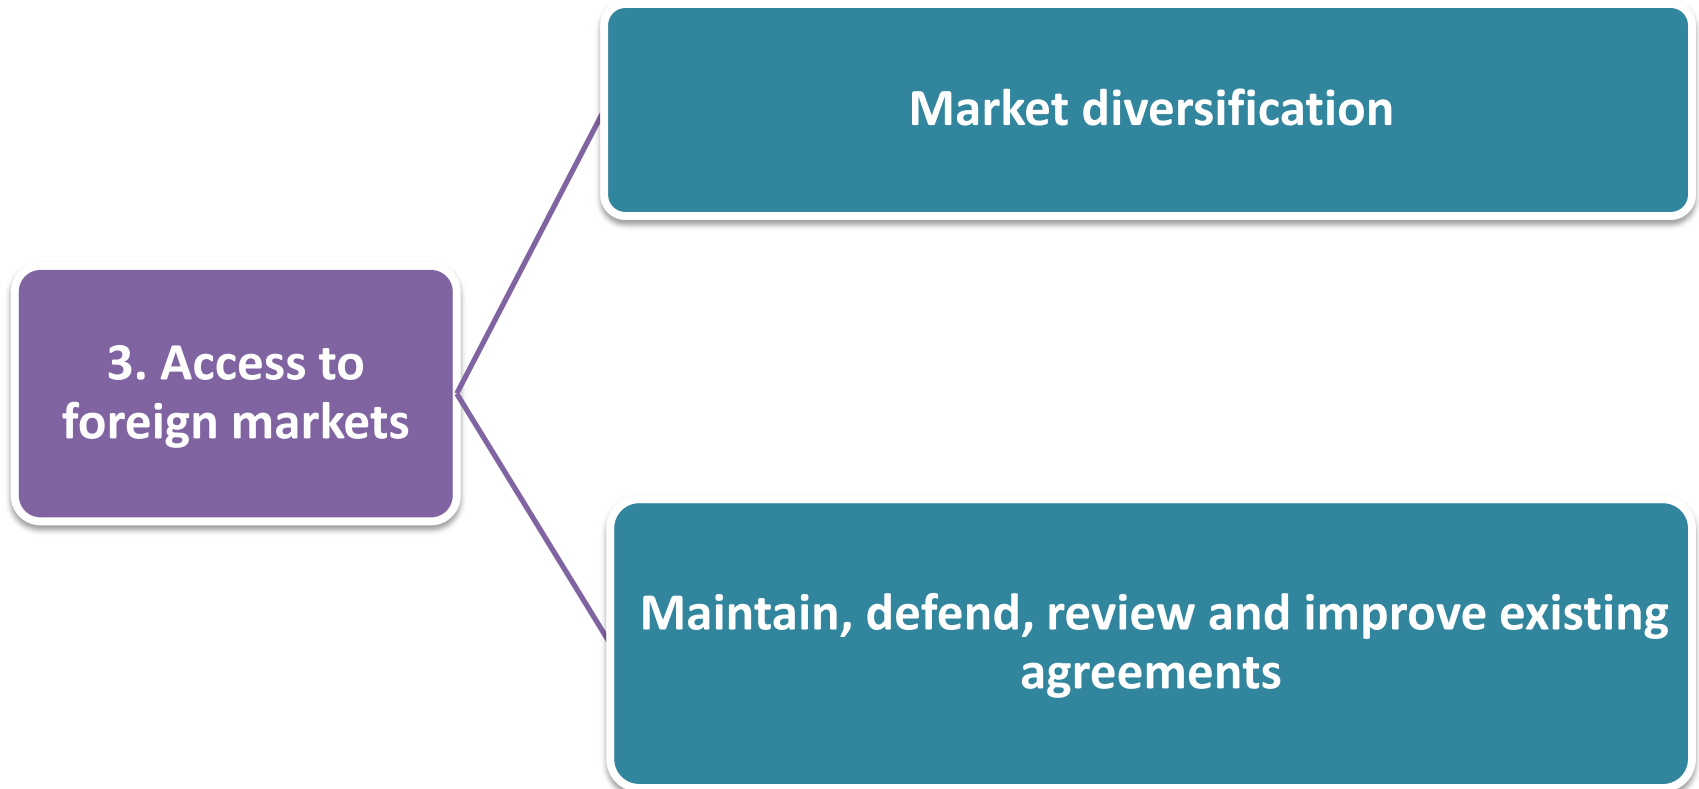 Market diversification
3. Access to
foreign markets
Maintain, defend, review and improve existing
agreements